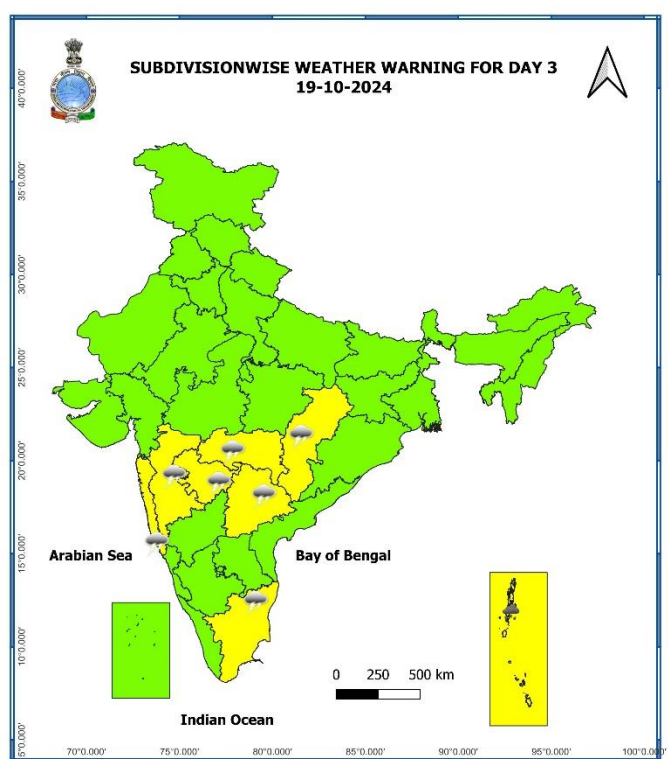 SUBDIVISIONWISE WEATHER WARNING FOR DAY 3
19-10-2024
40°0.000'
35°0.000'
30°0.000'
25°0.000'
20°0.000'
15°0.000'
10°0.000'
5°0.000'
Arabian Sea
Bay of Bengal
0 250 500 km
Indian Ocean
70°0.000' 75°0.000' 80°0.000' 85°0.000' 90°0.000' 95°0.000' 100°0.000'